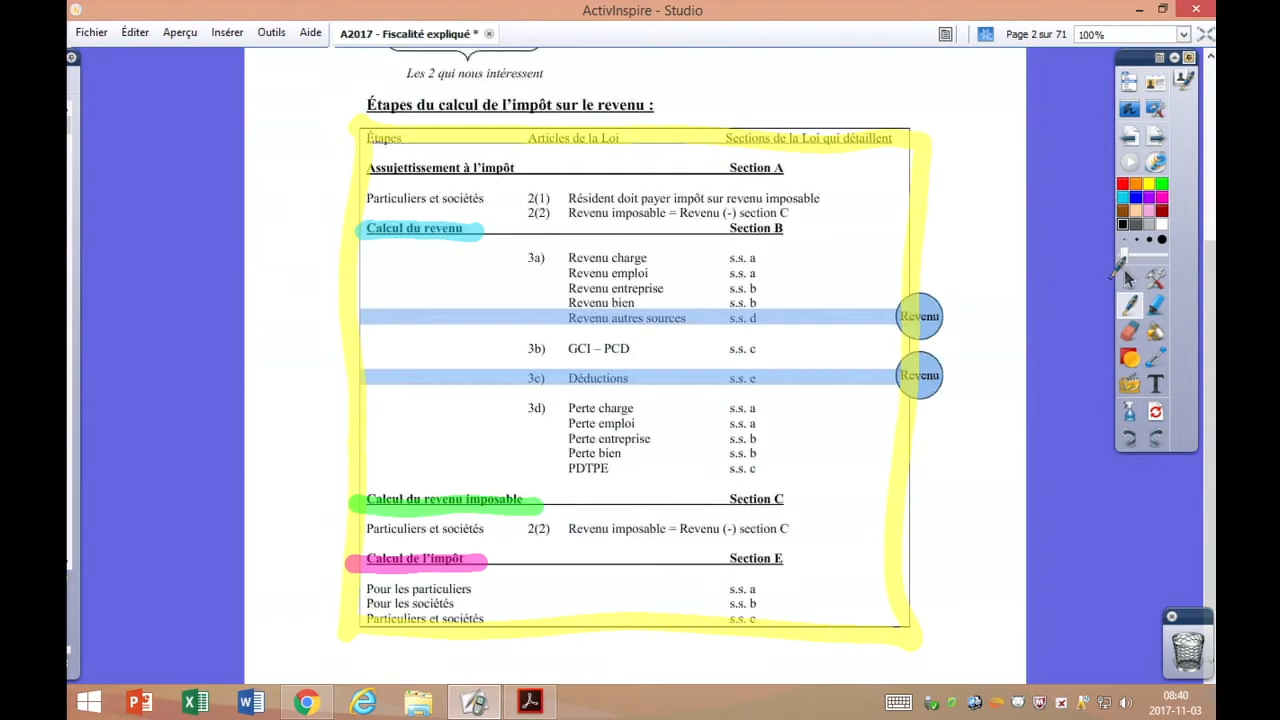 ActivInspire - Studio
Fichier Éditer Aperçu Insérer Outils Aide A2017 - Fiscalité expliqué * Page 2 sur 71 100%
Les 2 qui nous intéressent
Étapes du calcul de l'impôt sur le revenu :
Étapes Articles de la Loi Sections de la Loi qui détaillent
Assujettissement à l'impôt Section A
Particuliers et sociétés 2(1) Résident doit payer impôt sur revenu imposable
2(2) Revenu imposable = Revenu (-) section C
Calcul du revenu Section B
3a) Revenu charge s.s. a
Revenu emploi s.s. a
Revenu entreprise s.s. b
Revenu bien s.s. b
Revenu autres sources s.s. d Revenu
3b) GCI – PCD s.s. c
3c) Déductions s.s. e Revenu
3d) Perte charge s.s. a
Perte emploi s.s. a
Perte entreprise s.s. b
Perte bien s.s. b
PDTPE s.s. c
Calcul du revenu imposable Section C
Particuliers et sociétés 2(2) Revenu imposable = Revenu (-) section C
Calcul de l'impôt Section E
Pour les particuliers s.s. a
Pour les sociétés s.s. b
Particuliers et sociétés s.s. c
08:40
2017-11-03